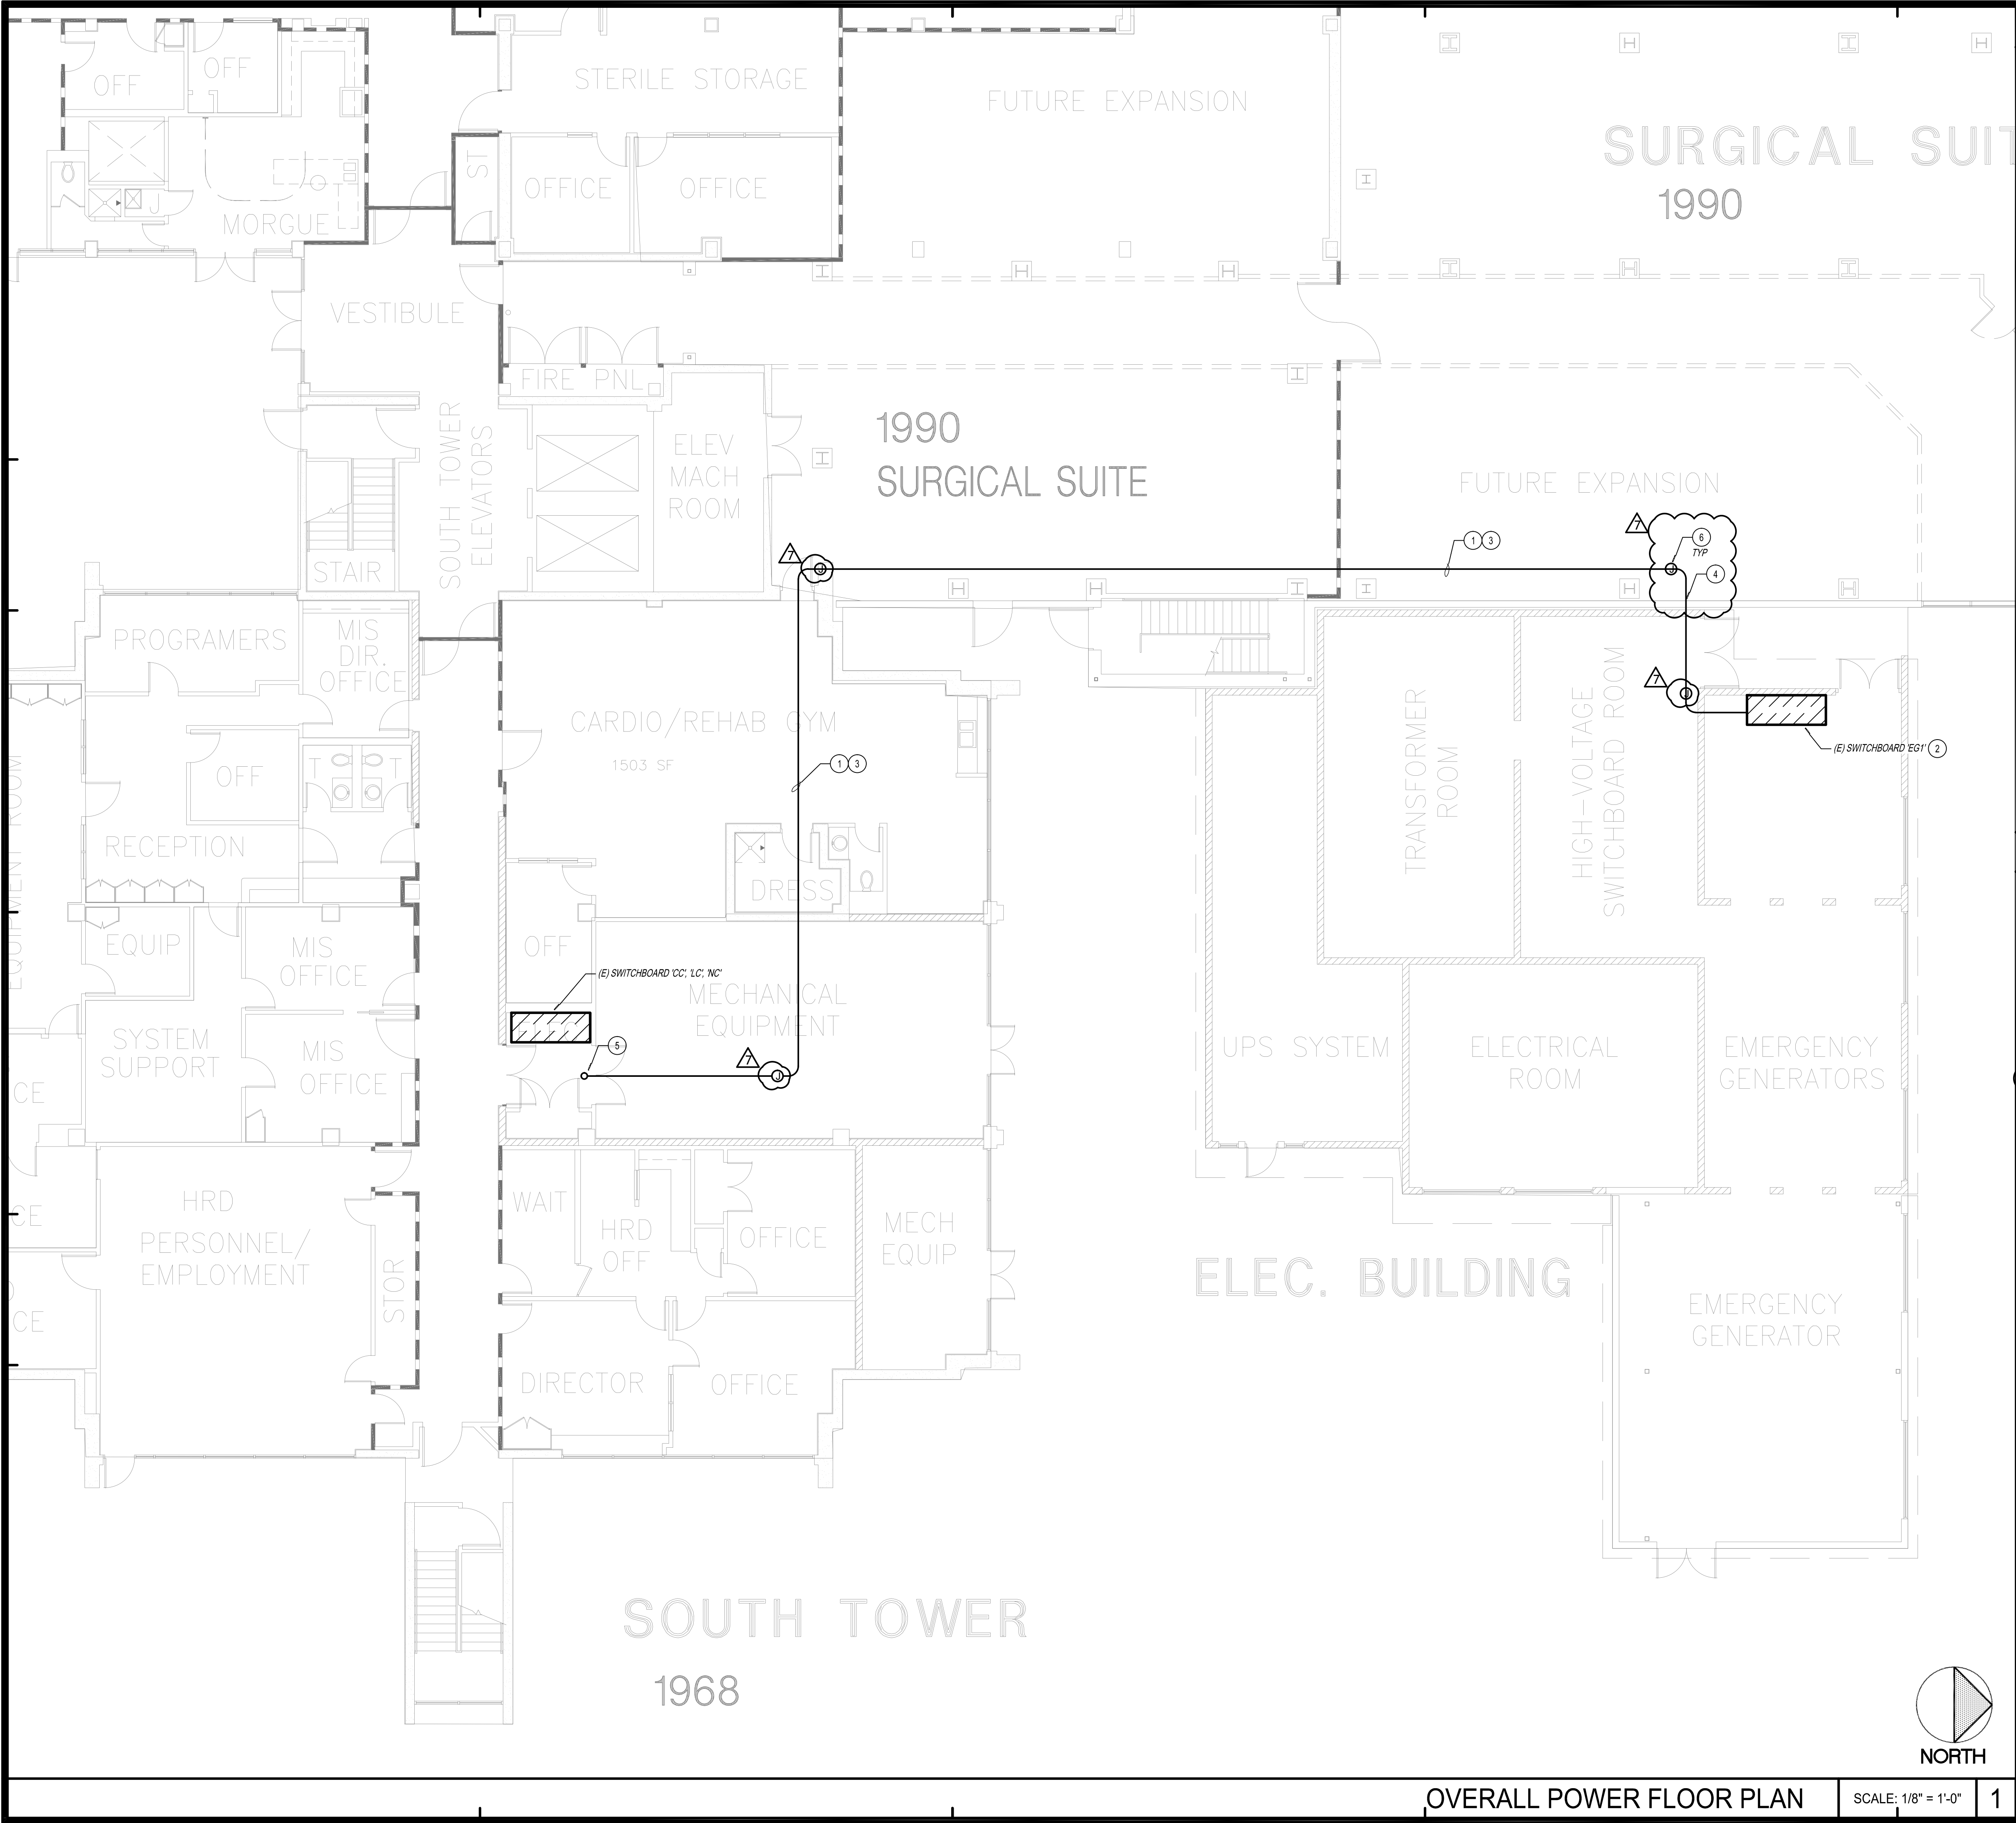 OFF
OFF
STERILE STORAGE
FUTURE EXPANSION
H
H
H
H
SURGICAL SUIT
1990
ST
OFFICE
OFFICE
H
J
MORGUE
H
H
H
H
H
H
VESTIBULE
FIRE PNL
H
SOUTH TOWER
ELEVATORS
ELEV
MACH
ROOM
1990
SURGICAL SUITE
H
FUTURE EXPANSION
STAIR
7
J
1 3
7
6
TYP
J
4
H
H
H
H
H
H
PROGRAMERS
MIS
DIR.
OFFICE
CARDIO/REHAB GYM
1503 SF
1 3
TRANSFORMER
ROOM
HIGH-VOLTAGE
SWITCHBOARD ROOM
7
J
(E) SWITCHBOARD 'EG1' 2
OFF
T
T
RECEPTION
EQUIPMENT ROOM
DRESS
EQUIP
MIS
OFFICE
OFF
(E) SWITCHBOARD 'CC', 'LC', 'NC'
MECHANICAL
EQUIPMENT
5
7
J
SYSTEM
SUPPORT
MIS
OFFICE
CE
UPS SYSTEM
ELECTRICAL
ROOM
EMERGENCY
GENERATORS
HRD
PERSONNEL/
EMPLOYMENT
STOR
CE
CE
WAIT
HRD
OFF
OFFICE
MECH
EQUIP
ELEC. BUILDING
EMERGENCY
GENERATOR
DIRECTOR
OFFICE
SOUTH TOWER
1968
NORTH
OVERALL POWER FLOOR PLAN
SCALE: 1/8" = 1'-0"
1